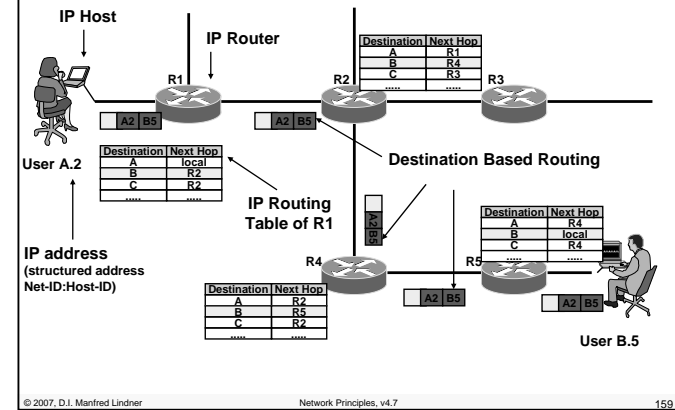 IP Host
IP Router
R1
R2
R3
Destination Next Hop
A R1
B R4
C R3
..... .....
A2 B5
A2 B5
User A.2
Destination Next Hop
A local
B R2
C R2
..... .....
Destination Based Routing
IP Routing
Table of R1
A2 B5
IP address
(structured address
Net-ID:Host-ID)
R4
R5
Destination Next Hop
A R4
B local
C R4
..... .....
Destination Next Hop
A R2
B R5
C R2
..... .....
A2 B5
A2 B5
User B.5
© 2007, D.I. Manfred Lindner
Network Principles, v4.7
159